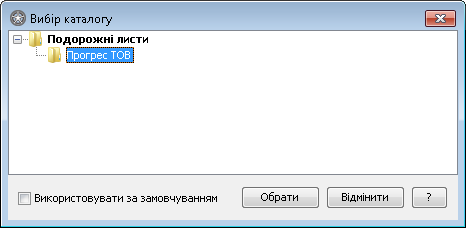 Вибір каталогу
Подорожні листи
Прогрес ТОВ
Використовувати за замовчуванням
Обрати
Відмінити
?